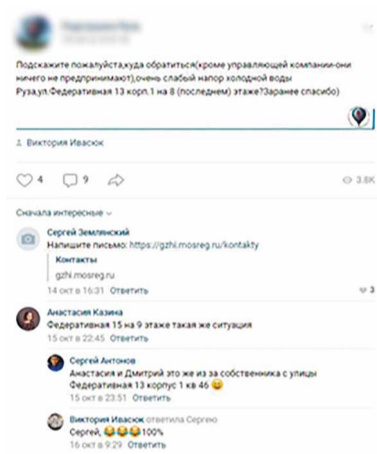 Подскажите пожалуйста,куда обратиться(кроме управляющей компании-они
ничего не предпринимают),очень слабый напор холодной воды
Руза,ул.Федеративная 13 корп.1 на 8 (последнем) этаже?Заранее спасибо)
Виктория Ивасюк
4 9 3.8K
Сначала интересные
Сергей Землянский
Напишите письмо: https://gzhi.mosreg.ru/kontakty
Контакты
gzhi.mosreg.ru
14 окт в 16:31 Ответить 3
Анастасия Казина
Федеративная 15 на 9 этаже такая же ситуация
15 окт в 22:45 Ответить
Сергей Антонов
Анастасия и Дмитрий это же из за собственника с улицы
Федеративная 13 корпус 1 кв 46 😄
15 окт в 23:51 Ответить
Виктория Ивасюк ответила Сергею
Сергей, 😂😂😂100%
16 окт в 9:29 Ответить